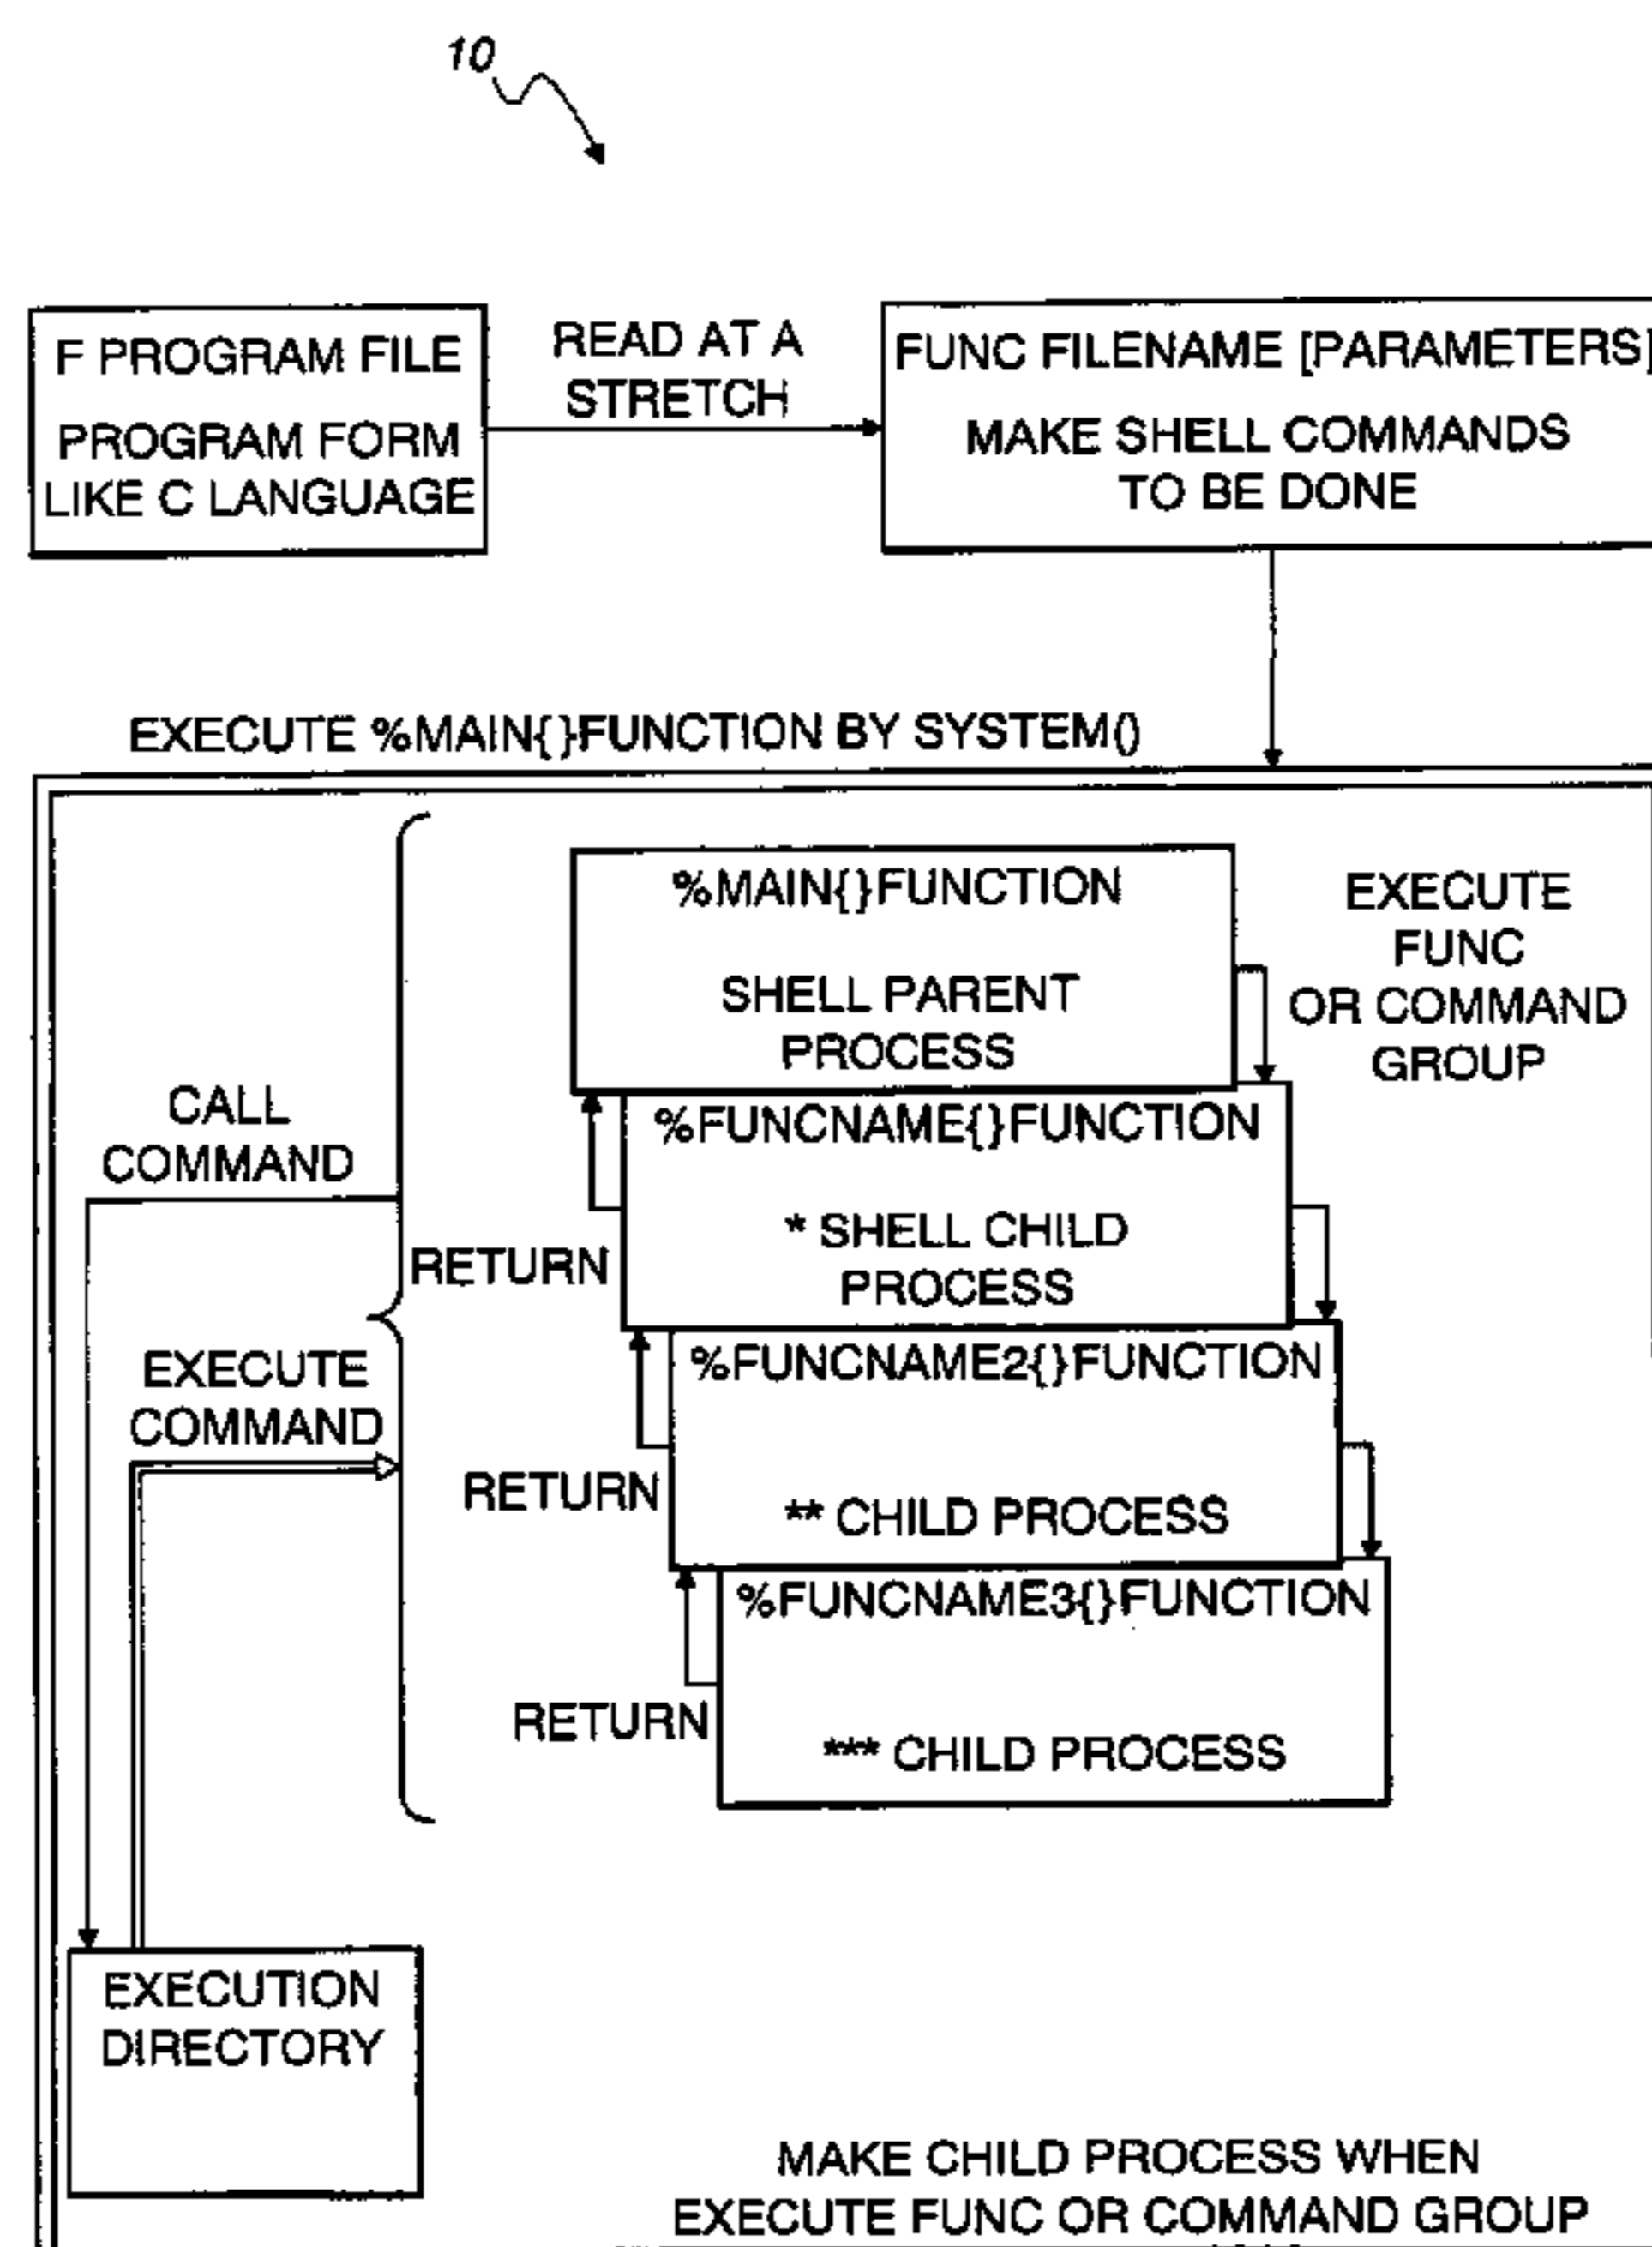 10
F PROGRAM FILE
PROGRAM FORM
LIKE C LANGUAGE
READ AT A
STRETCH
FUNC FILENAME [PARAMETERS]
MAKE SHELL COMMANDS
TO BE DONE
EXECUTE %MAIN{}FUNCTION BY SYSTEM()
%MAIN{}FUNCTION
SHELL PARENT
PROCESS
EXECUTE
FUNC
OR COMMAND
GROUP
CALL
COMMAND
%FUNCNAME{}FUNCTION
* SHELL CHILD
PROCESS
RETURN
EXECUTE
COMMAND
%FUNCNAME2{}FUNCTION
** CHILD PROCESS
RETURN
%FUNCNAME3{}FUNCTION
*** CHILD PROCESS
RETURN
EXECUTION
DIRECTORY
MAKE CHILD PROCESS WHEN
EXECUTE FUNC OR COMMAND GROUP